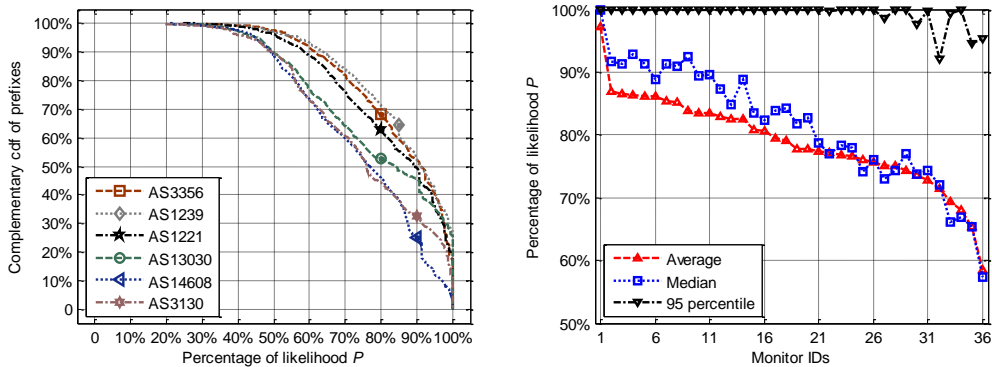 Complementary cdf of prefixes
100%
90%
80%
70%
60%
50%
40%
30%
20%
10%
0
AS3356
AS1239
AS1221
AS13030
AS14608
AS3130
0 10% 20% 30% 40% 50% 60% 70% 80% 90% 100%
Percentage of likelihood P
Percentage of likelihood P
100%
90%
80%
70%
60%
50%
Average
Median
95 percentile
1 6 11 16 21 26 31 36
Monitor IDs